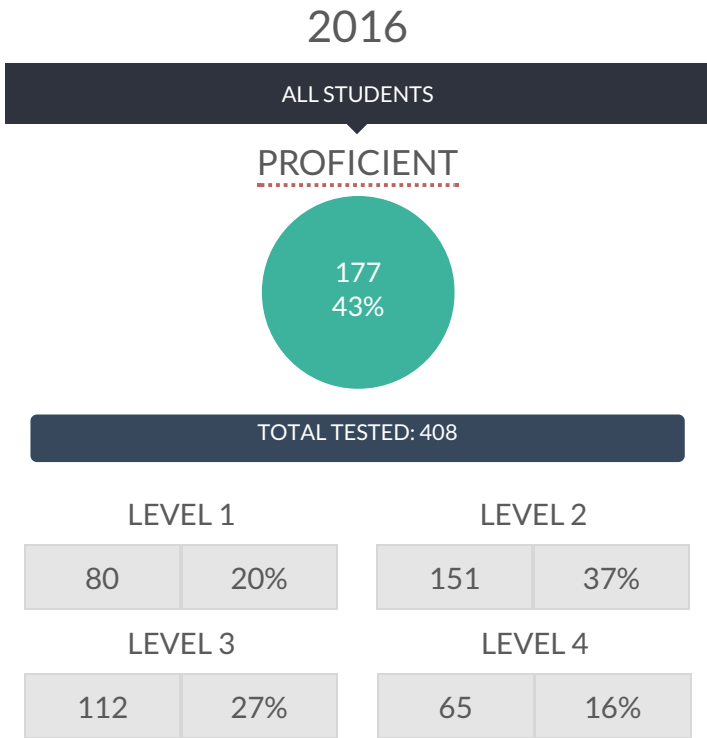 2016
ALL STUDENTS
PROFICIENT
177
43%
TOTAL TESTED: 408
LEVEL 1 LEVEL 2
80 20% 151 37%
LEVEL 3 LEVEL 4
112 27% 65 16%